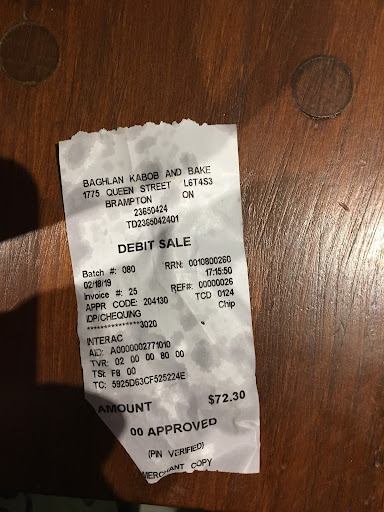 BAGHLAN KABOB AND BAKE
1775 QUEEN STREET L6T4S3
BRAMPTON ON
23650424
TD2365042401
DEBIT SALE
Batch #: 080 RRN: 0010800260
02/18/19 17:15:50
Invoice #: 25 REF#: 00000026
APPR CODE: 204130 TCD 0124
IDP/CHEQUNG Chip
***************3020
INTERAC
AID: A0000002771010
TVR: 02 00 00 80 00
TSI: F8 00
TC: 5925D63CF525224E
AMOUNT $72.30
00 APPROVED
(PIN VERIFIED)
MERCHANT COPY